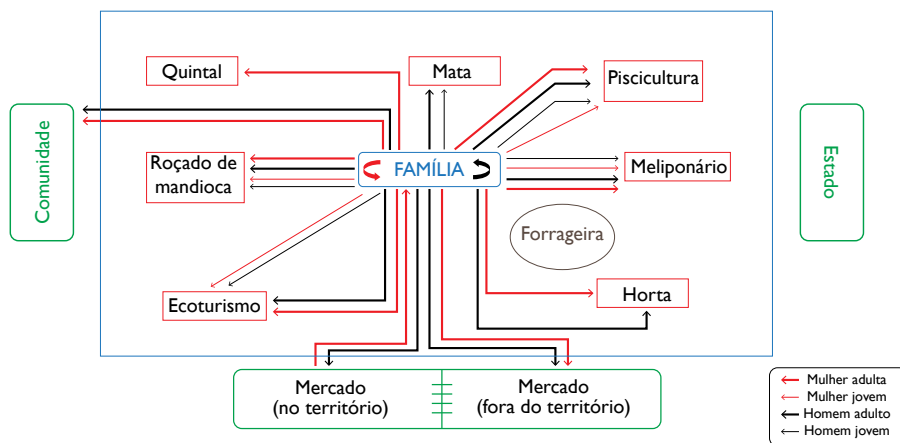 Quintal
Mata
Piscicultura
Comunidade
Roçado de
mandioca
FAMÍLIA
Meliponário
Estado
Forrageira
Ecoturismo
Horta
Mercado
(no território)
Mercado
(fora do território)
Mulher adulta
Mulher jovem
Homem adulto
Homem jovem